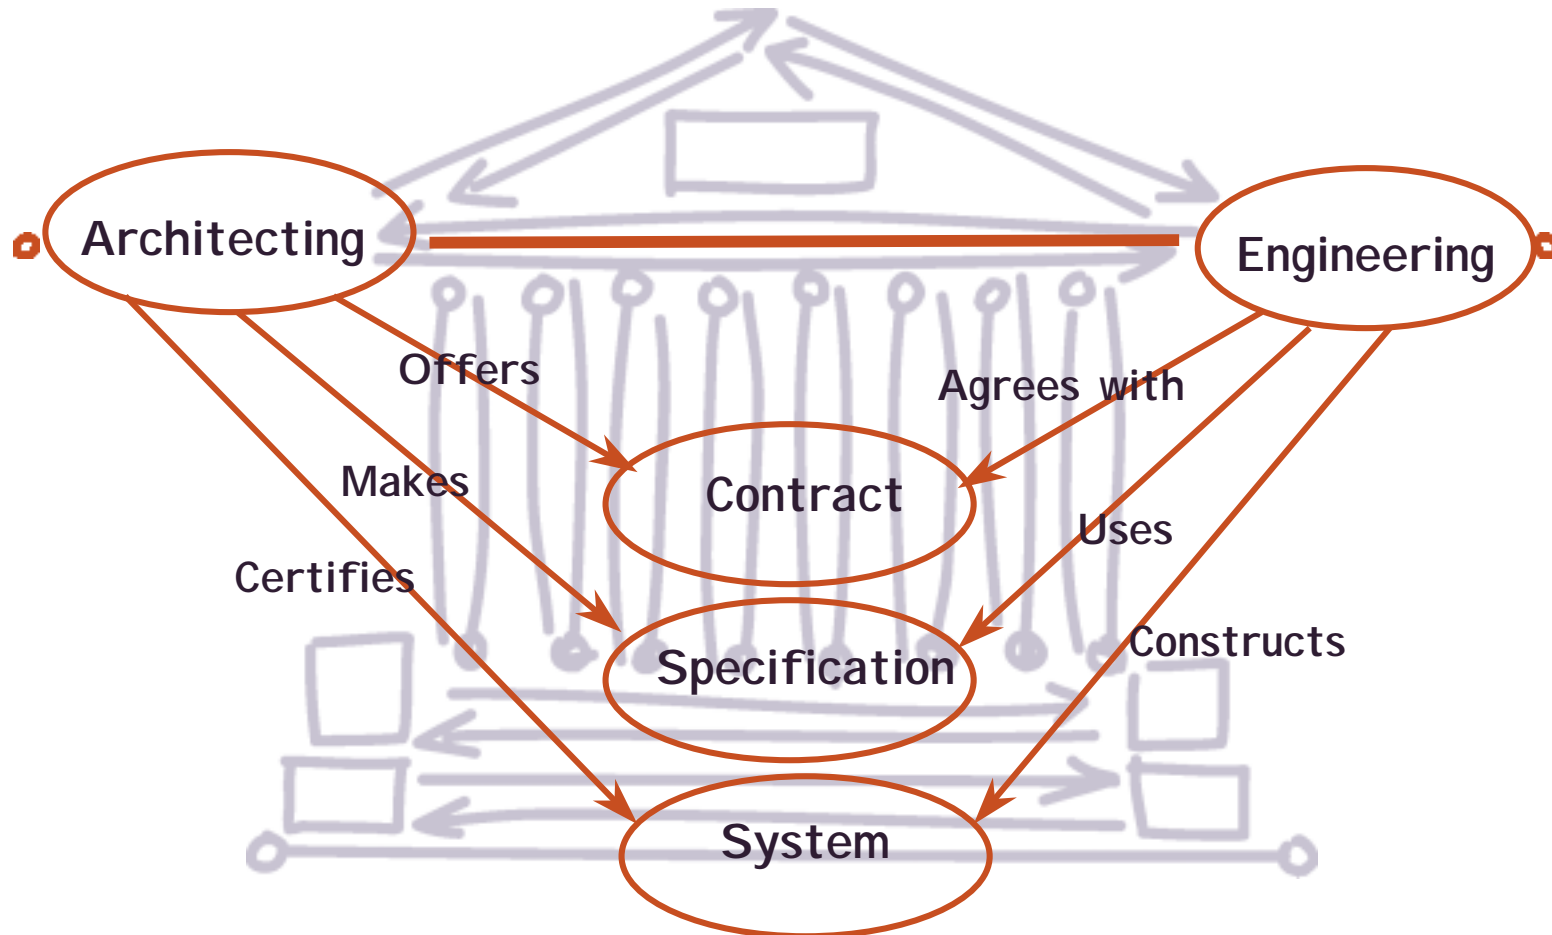 Architecting
Engineering
Offers
Agrees with
Makes
Contract
Uses
Certifies
Specification
Constructs
System